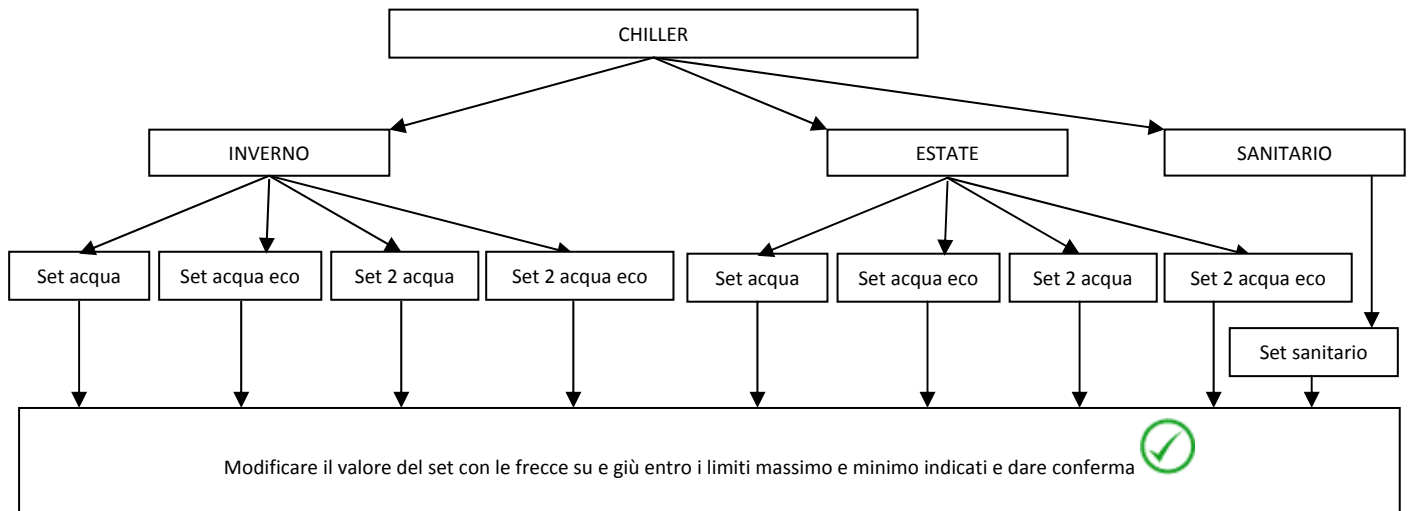 CHILLER
INVERNO
ESTATE
SANITARIO
Set acqua
Set acqua eco
Set 2 acqua
Set 2 acqua eco
Set acqua
Set acqua eco
Set 2 acqua
Set 2 acqua eco
Set sanitario
Modificare il valore del set con le frecce su e giù entro i limiti massimo e minimo indicati e dare conferma